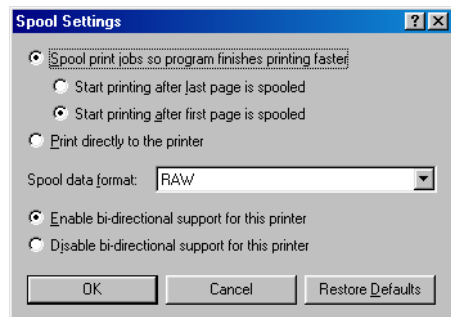 Spool Settings
Spool print jobs so program finishes printing faster
Start printing after last page is spooled
Start printing after first page is spooled
Print directly to the printer
Spool data format: RAW
Enable bi-directional support for this printer
Disable bi-directional support for this printer
OK Cancel Restore Defaults